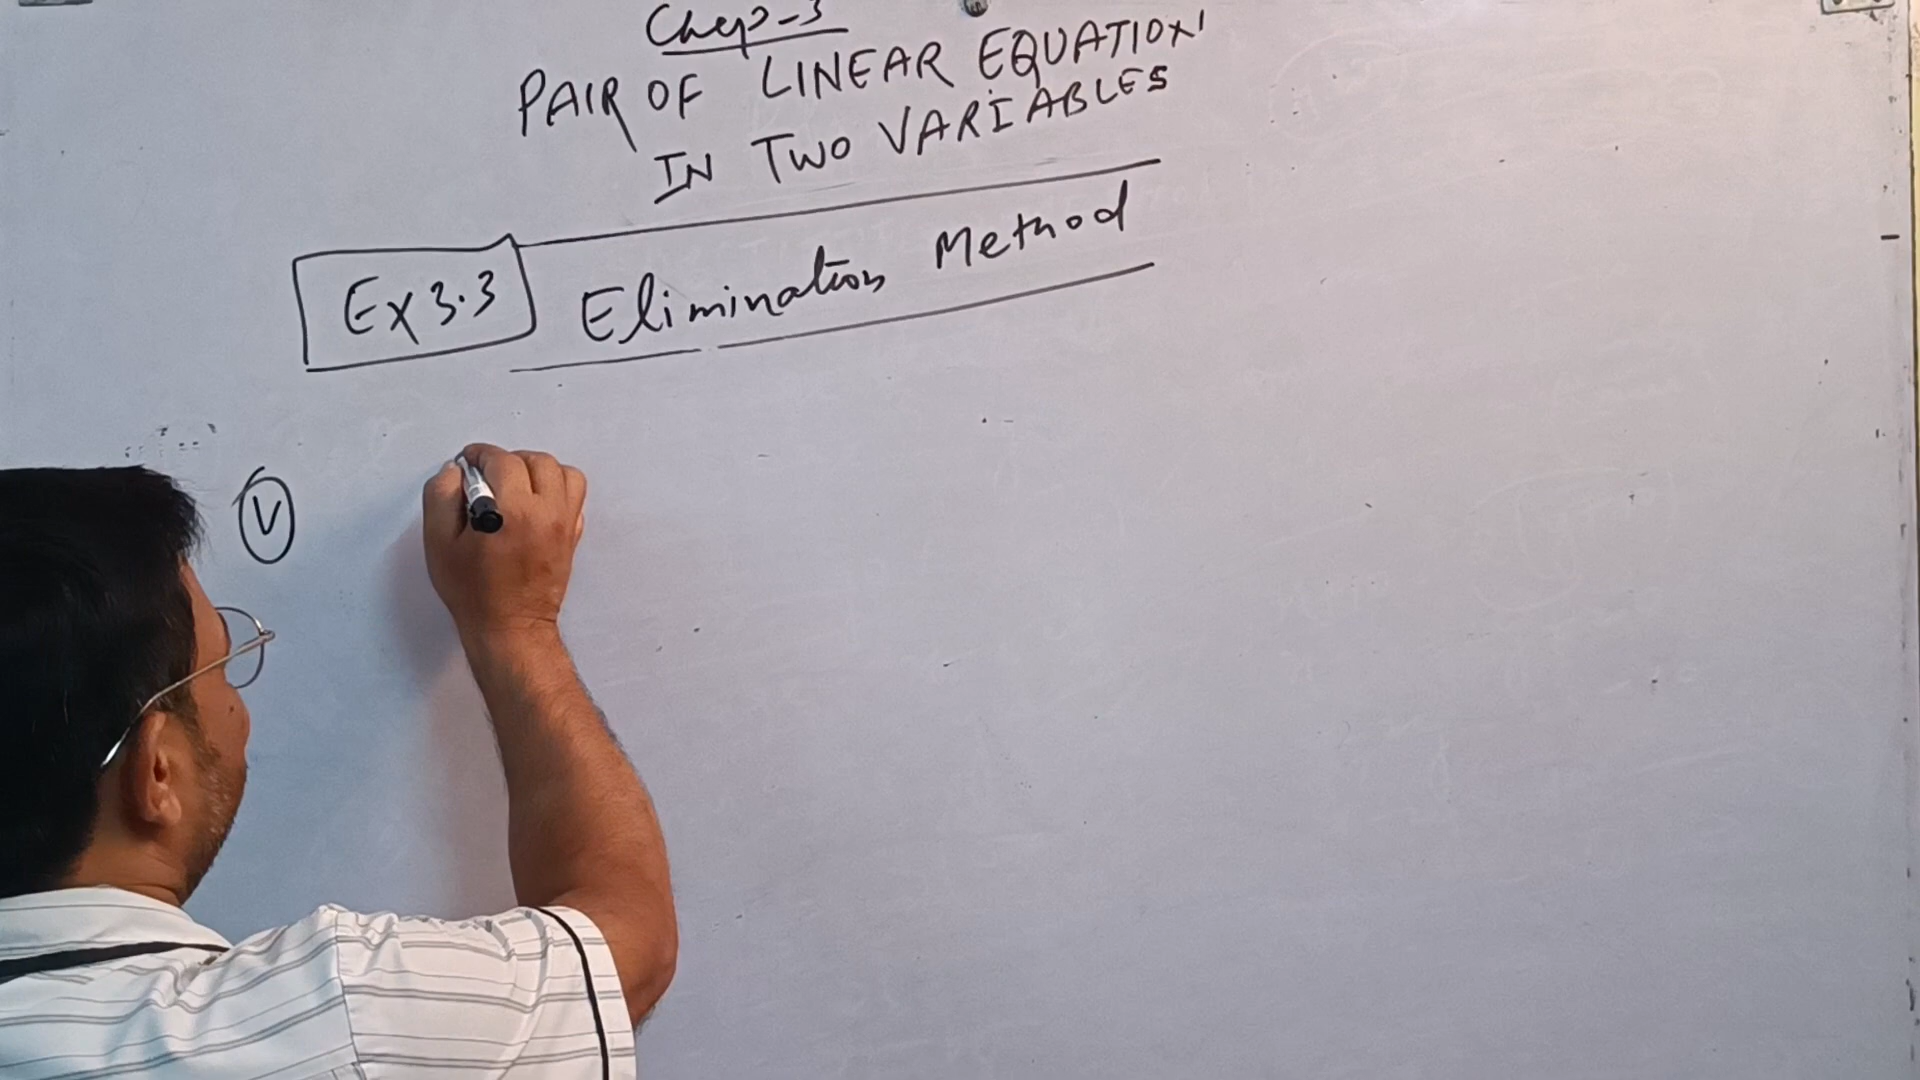 Chap-3
PAIR OF LINEAR EQUATION
IN TWO VARIABLES
Ex 3.3 Elimination Method
V